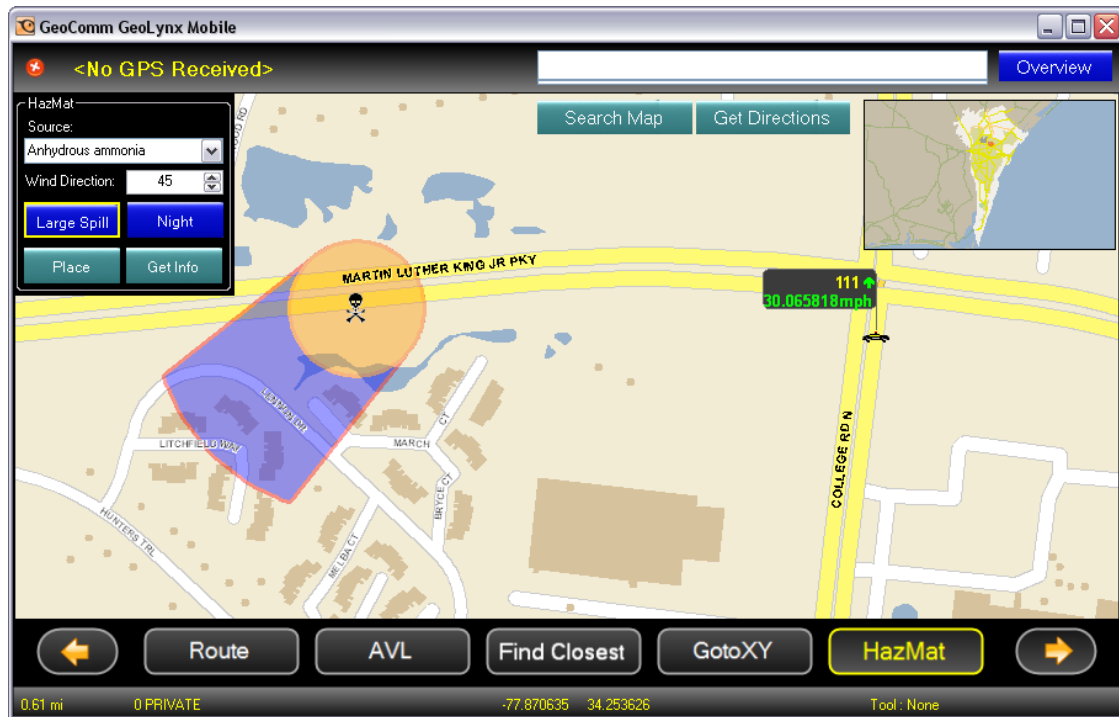 GeoComm GeoLynx Mobile
<No GPS Received>
Overview
HazMat
Source:
Anhydrous ammonia
Wind Direction: 45
Large Spill Night
Place Get Info
Search Map Get Directions
MARTIN LUTHER KING JR PKY
111
30.065818mph
COLLEGE RD N
LITCHFIELD WAY
MARCH CT
BRYCE CT
MELBA CT
HUNTERS TRL
Route AVL Find Closest GotoXY HazMat
0.61 mi 0 PRIVATE -77.870635 34.253626 Tool : None